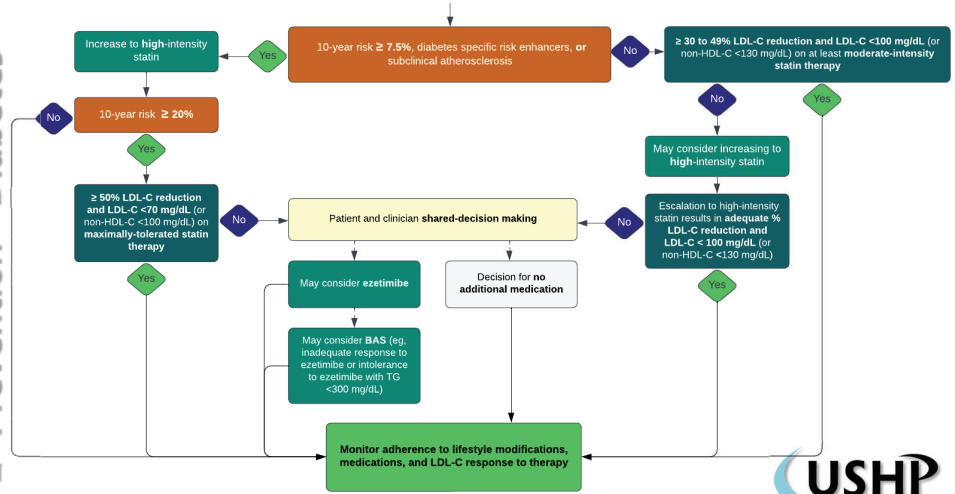 Increase to high-intensity
statin
Yes
10-year risk ≥ 7.5%, diabetes specific risk enhancers, or
subclinical atherosclerosis
No
≥ 30 to 49% LDL-C reduction and LDL-C <100 mg/dL (or
non-HDL-C <130 mg/dL) on at least moderate-intensity
statin therapy
No
10-year risk ≥ 20%
No
Yes
Yes
May consider increasing to
high-intensity statin
≥ 50% LDL-C reduction
and LDL-C <70 mg/dL (or
non-HDL-C <100 mg/dL) on
maximally-tolerated statin
therapy
No
Patient and clinician shared-decision making
No
Escalation to high-intensity
statin results in adequate %
LDL-C reduction and
LDL-C < 100 mg/dL (or
non-HDL-C <130 mg/dL)
Yes
May consider ezetimibe
Decision for no
additional medication
Yes
May consider BAS (eg,
inadequate response to
ezetimibe or intolerance
to ezetimibe with TG
<300 mg/dL)
Monitor adherence to lifestyle modifications,
medications, and LDL-C response to therapy
USHP